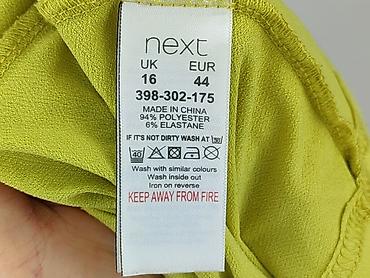 next
UK EUR
16 44
398-302-175
MADE IN CHINA
94% POLYESTER
6% ELASTANE
IF IT'S NOT DIRTY WASH AT 30
40
Wash with similar colours
Wash inside out
Iron on reverse
KEEP AWAY FROM FIRE